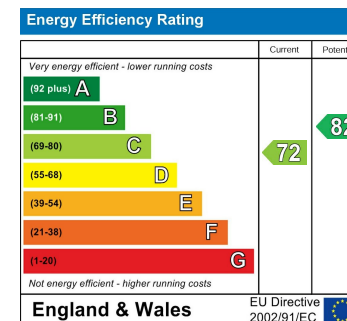 Energy Efficiency Rating
Current Potent
Very energy efficient - lower running costs
(92 plus) A
(81-91) B
(69-80) C
(55-68) D
(39-54) E
(21-38) F
(1-20) G
72
82
Not energy efficient - higher running costs
England & Wales
EU Directive
2002/91/EC